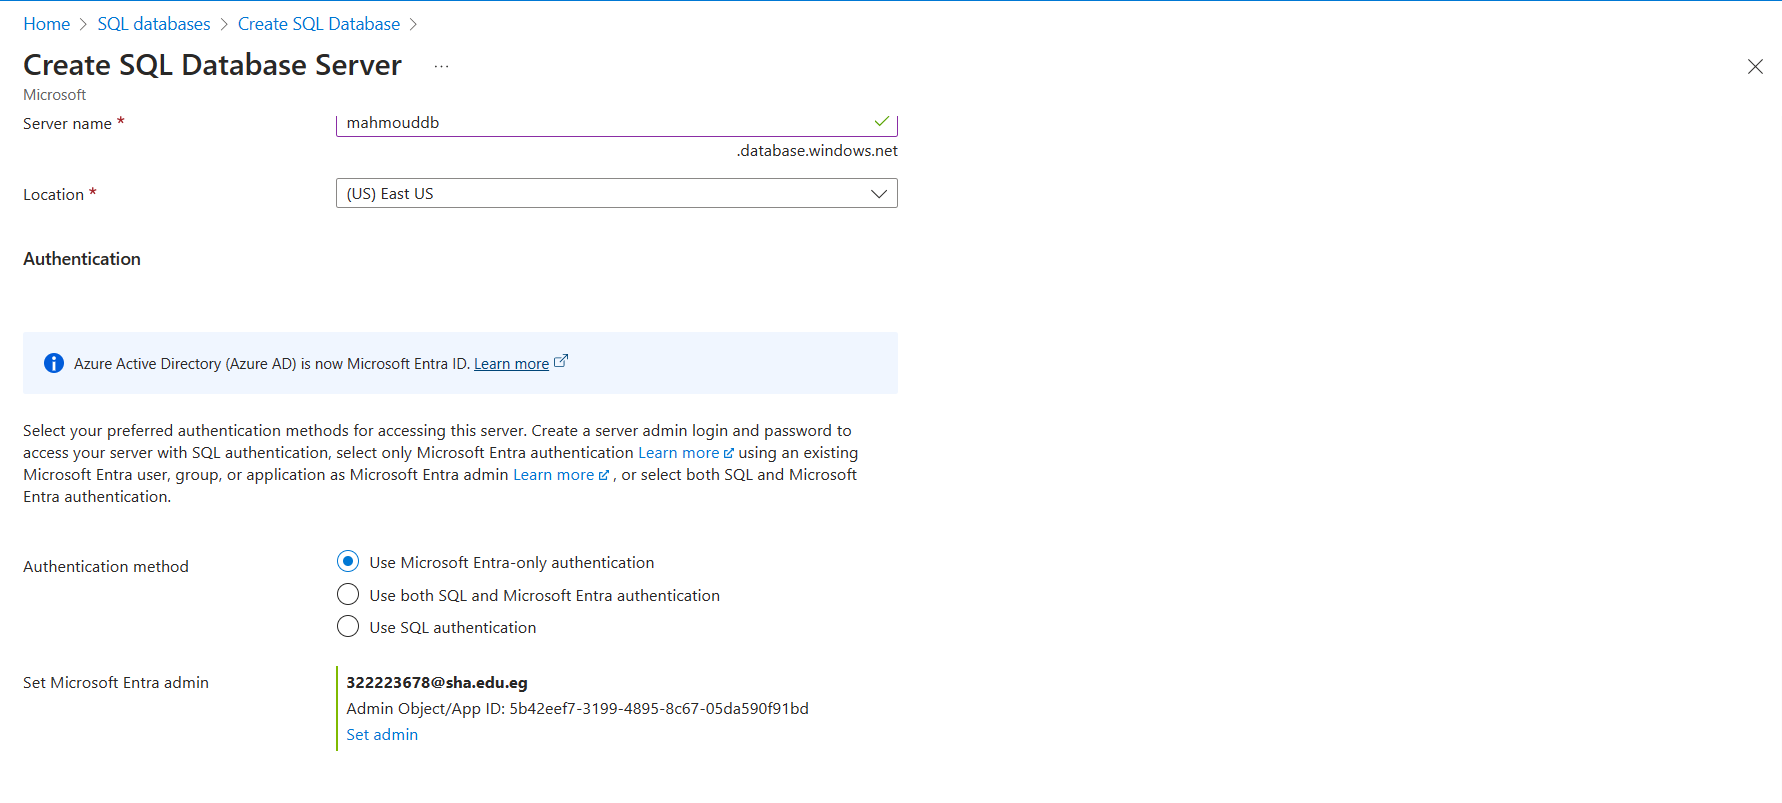 Home > SQL databases > Create SQL Database >
Create SQL Database Server ...
Microsoft
Server name *
mahmouddb
.database.windows.net
Location *
(US) East US
Authentication
Azure Active Directory (Azure AD) is now Microsoft Entra ID. Learn more
Select your preferred authentication methods for accessing this server. Create a server admin login and password to
access your server with SQL authentication, select only Microsoft Entra authentication Learn more using an existing
Microsoft Entra user, group, or application as Microsoft Entra admin Learn more , or select both SQL and Microsoft
Entra authentication.
Authentication method
Use Microsoft Entra-only authentication
Use both SQL and Microsoft Entra authentication
Use SQL authentication
Set Microsoft Entra admin
322223678@sha.edu.eg
Admin Object/App ID: 5b42eef7-3199-4895-8c67-05da590f91bd
Set admin